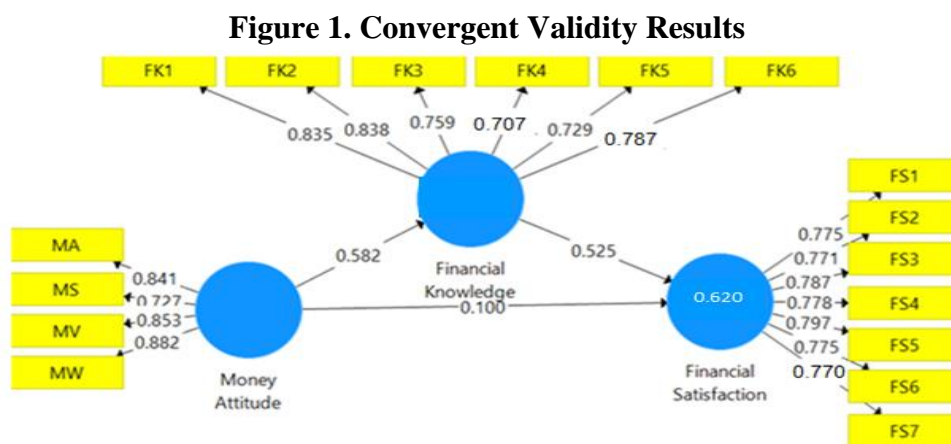 Figure 1. Convergent Validity Results
FK1 FK2 FK3 FK4 FK5 FK6
0.835 0.838 0.759 0.707 0.729 0.787
FS1
FS2
FS3
FS4
FS5
FS6
FS7
0.775
0.771
0.787
0.778
0.797
0.775
0.770
MA
MS
MV
MW
0.841
0.727
0.853
0.882
0.582
0.525
Financial
Knowledge
0.100
0.620
Money
Attitude
Financial
Satisfaction